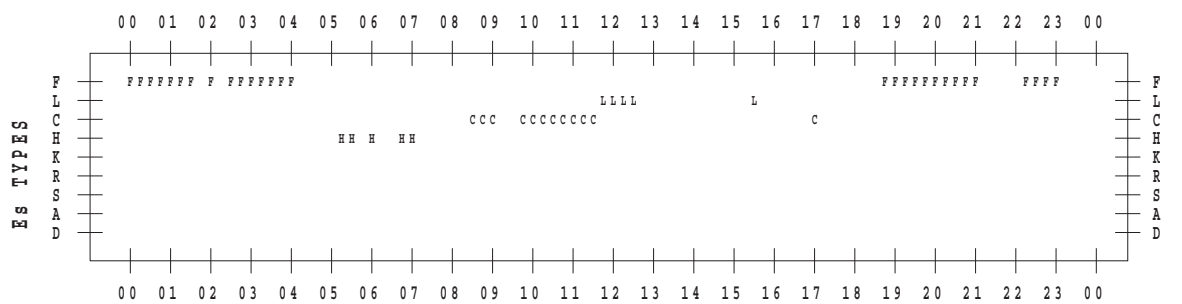 00 01 02 03 04 05 06 07 08 09 10 11 12 13 14 15 16 17 18 19 20 21 22 23 00
F FFFFFFF F FFFFFFF FFFFFFFFFF FFFF F
L LLLL L L
C CCC CCCCCCCC C C
H HH H HH H
K K
R R
S S
A A
D D
Es TYPES
00 01 02 03 04 05 06 07 08 09 10 11 12 13 14 15 16 17 18 19 20 21 22 23 00